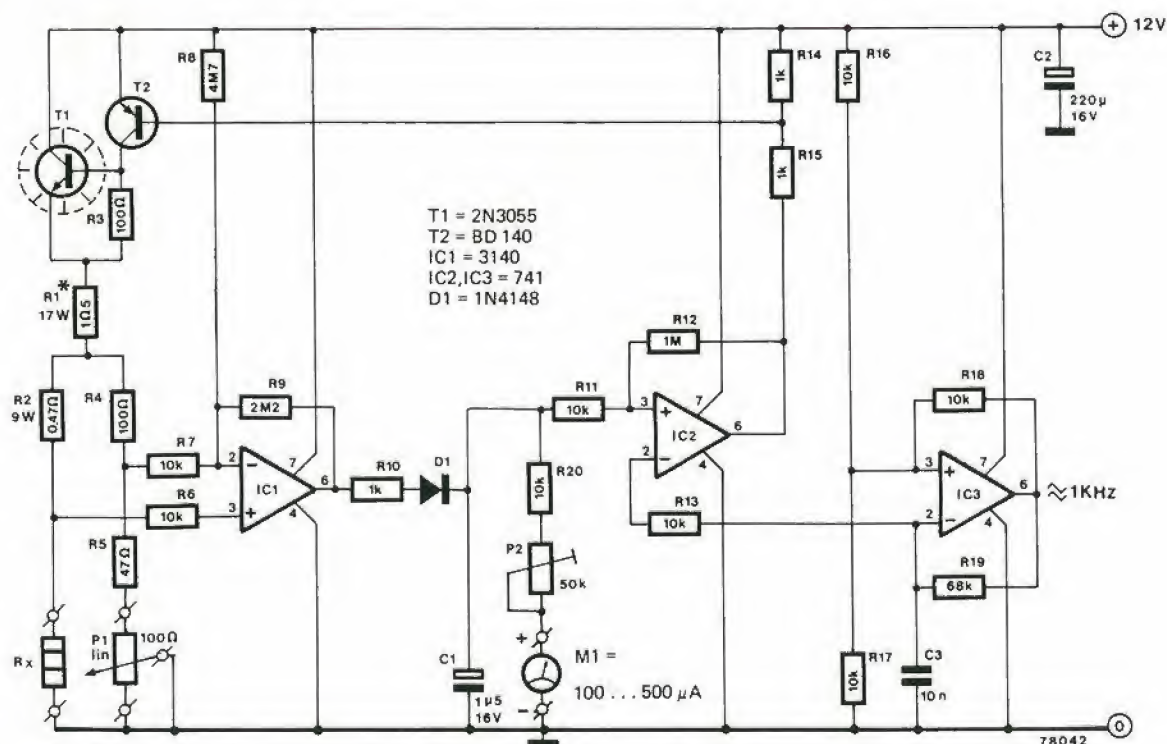 + 12V
R8
4M7
R14
1k
R16
10k
C2
220µ
16V
T2
T1
R15
1k
R3
100Ω
T1 = 2N3055
T2 = BD 140
IC1 = 3140
IC2, IC3 = 741
D1 = 1N4148
R1*
17W
1Ω5
R12
1M
R2
9W
0,47Ω
R4
100Ω
R9
2M2
R11
10k
R18
10k
R7
10k
2
−
7
IC1
6
R10
1k
D1
3
+
7
IC2
6
3
+
7
IC3
6
≈1KHz
R6
10k
3
+
4
R20
10k
2
−
4
R13
10k
2
−
4
R5
47Ω
P2
50k
R19
68k
Rx
P1
lin
100Ω
C1
1µ5
16V
+
−
M1 =
100 ... 500 µA
R17
10k
C3
10n
78042
0